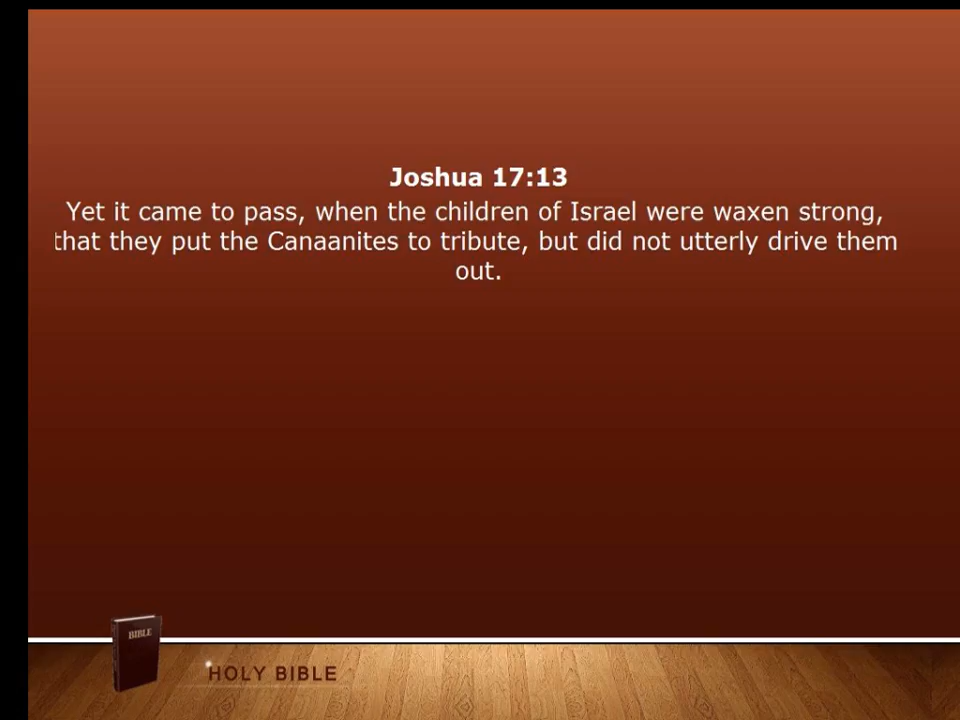 Joshua 17:13
Yet it came to pass, when the children of Israel were waxen strong,
that they put the Canaanites to tribute, but did not utterly drive them
out.
BIBLE
HOLY BIBLE